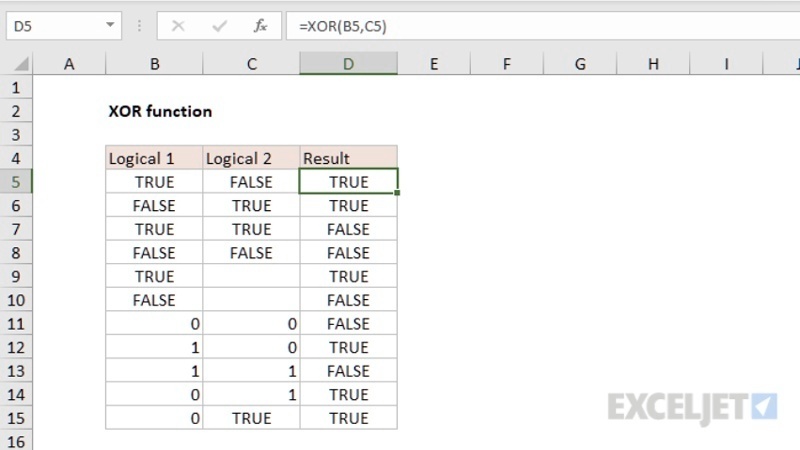 D5 fx =XOR(B5,C5)
A B C D E F G H I
1
2 XOR function
3
4 Logical 1 Logical 2 Result
5 TRUE FALSE TRUE
6 FALSE TRUE TRUE
7 TRUE TRUE FALSE
8 FALSE FALSE FALSE
9 TRUE TRUE
10 FALSE FALSE
11 0 0 FALSE
12 1 0 TRUE
13 1 1 FALSE
14 0 1 TRUE
15 0 TRUE TRUE
16
EXCELJET